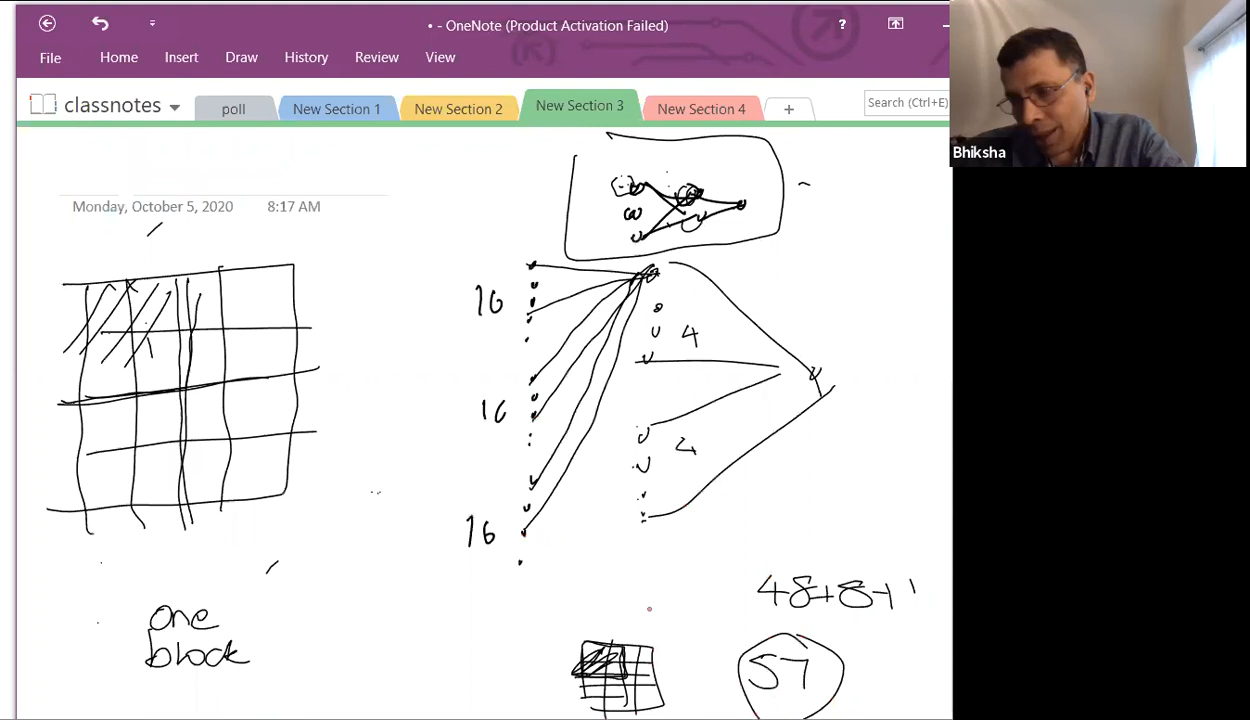 - OneNote (Product Activation Failed)
?
File Home Insert Draw History Review View
classnotes
poll New Section 1 New Section 2 New Section 3 New Section 4 +
Search (Ctrl+E)
Bhiksha
Monday, October 5, 2020 8:17 AM
16
4
16
4
16
48+8+1
57
one
block